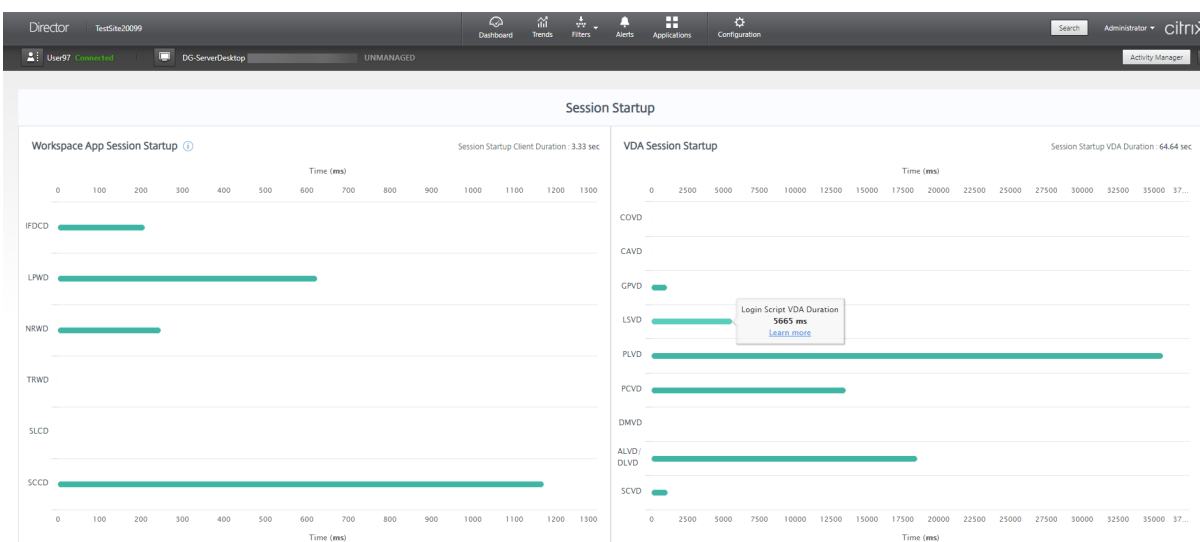 Director TestSite20099 Dashboard Trends Filters Alerts Applications Configuration Search Administrator citrix
User97 Connected DG-ServerDesktop UNMANAGED Activity Manager
Session Startup
Workspace App Session Startup Session Startup Client Duration : 3.33 sec
Time (ms)
0 100 200 300 400 500 600 700 800 900 1000 1100 1200 1300
IFDCD
LPWD
NRWD
TRWD
SLCD
SCCD
0 100 200 300 400 500 600 700 800 900 1000 1100 1200 1300
Time (ms)
VDA Session Startup Session Startup VDA Duration : 64.64 sec
Time (ms)
0 2500 5000 7500 10000 12500 15000 17500 20000 22500 25000 27500 30000 32500 35000 37...
COVD
CAVD
GPVD
LSVD
Login Script VDA Duration
5665 ms
Learn more
PLVD
PCVD
DMVD
ALVD/
DLVD
SCVD
0 2500 5000 7500 10000 12500 15000 17500 20000 22500 25000 27500 30000 32500 35000 37...
Time (ms)